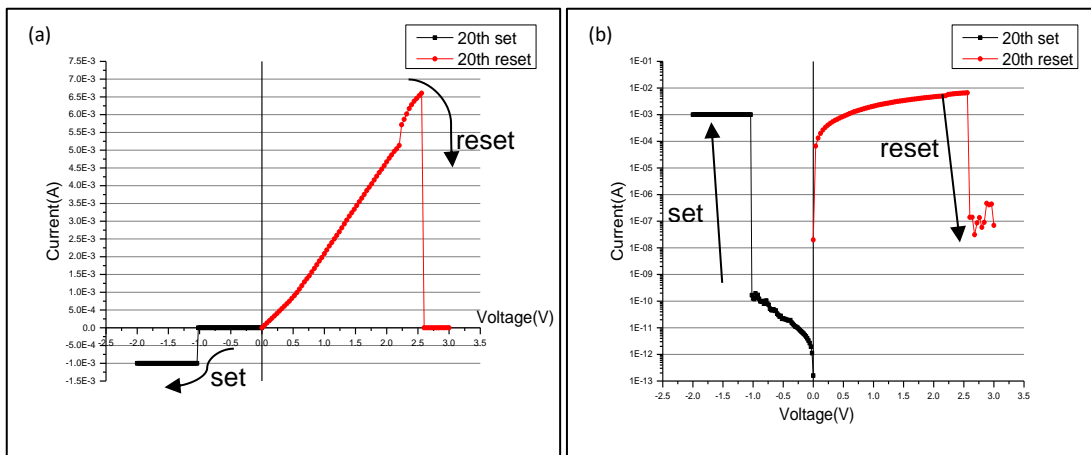 (a)
20th set
20th reset
7.5E-3
7.0E-3
6.5E-3
6.0E-3
5.5E-3
5.0E-3
4.5E-3
4.0E-3
3.5E-3
3.0E-3
2.5E-3
2.0E-3
1.5E-3
1.0E-3
5.0E-4
0.0
-5.0E-4
-1.0E-3
-1.5E-3
Current(A)
-2.5 -2.0 -1.5 -1.0 -0.5 0.0 0.5 1.0 1.5 2.0 2.5 3.0 3.5
Voltage(V)
reset
set
(b)
20th set
20th reset
1E-01
1E-02
1E-03
1E-04
1E-05
1E-06
1E-07
1E-08
1E-09
1E-10
1E-11
1E-12
1E-13
Current(A)
-2.5 -2.0 -1.5 -1.0 -0.5 0.0 0.5 1.0 1.5 2.0 2.5 3.0 3.5
Voltage(V)
set
reset